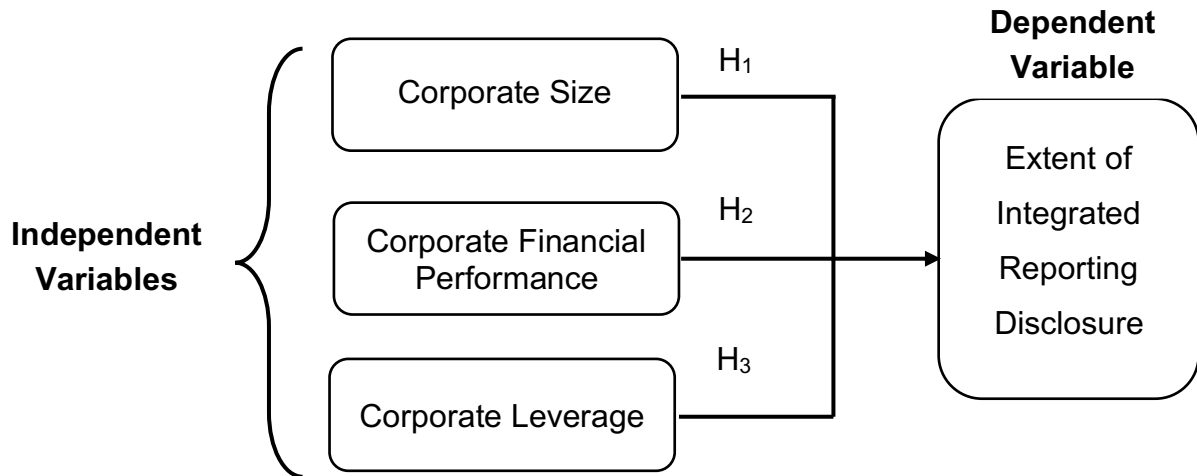 Independent
Variables
Corporate Size
Corporate Financial
Performance
Corporate Leverage
H₁
H₂
H₃
Dependent
Variable
Extent of
Integrated
Reporting
Disclosure